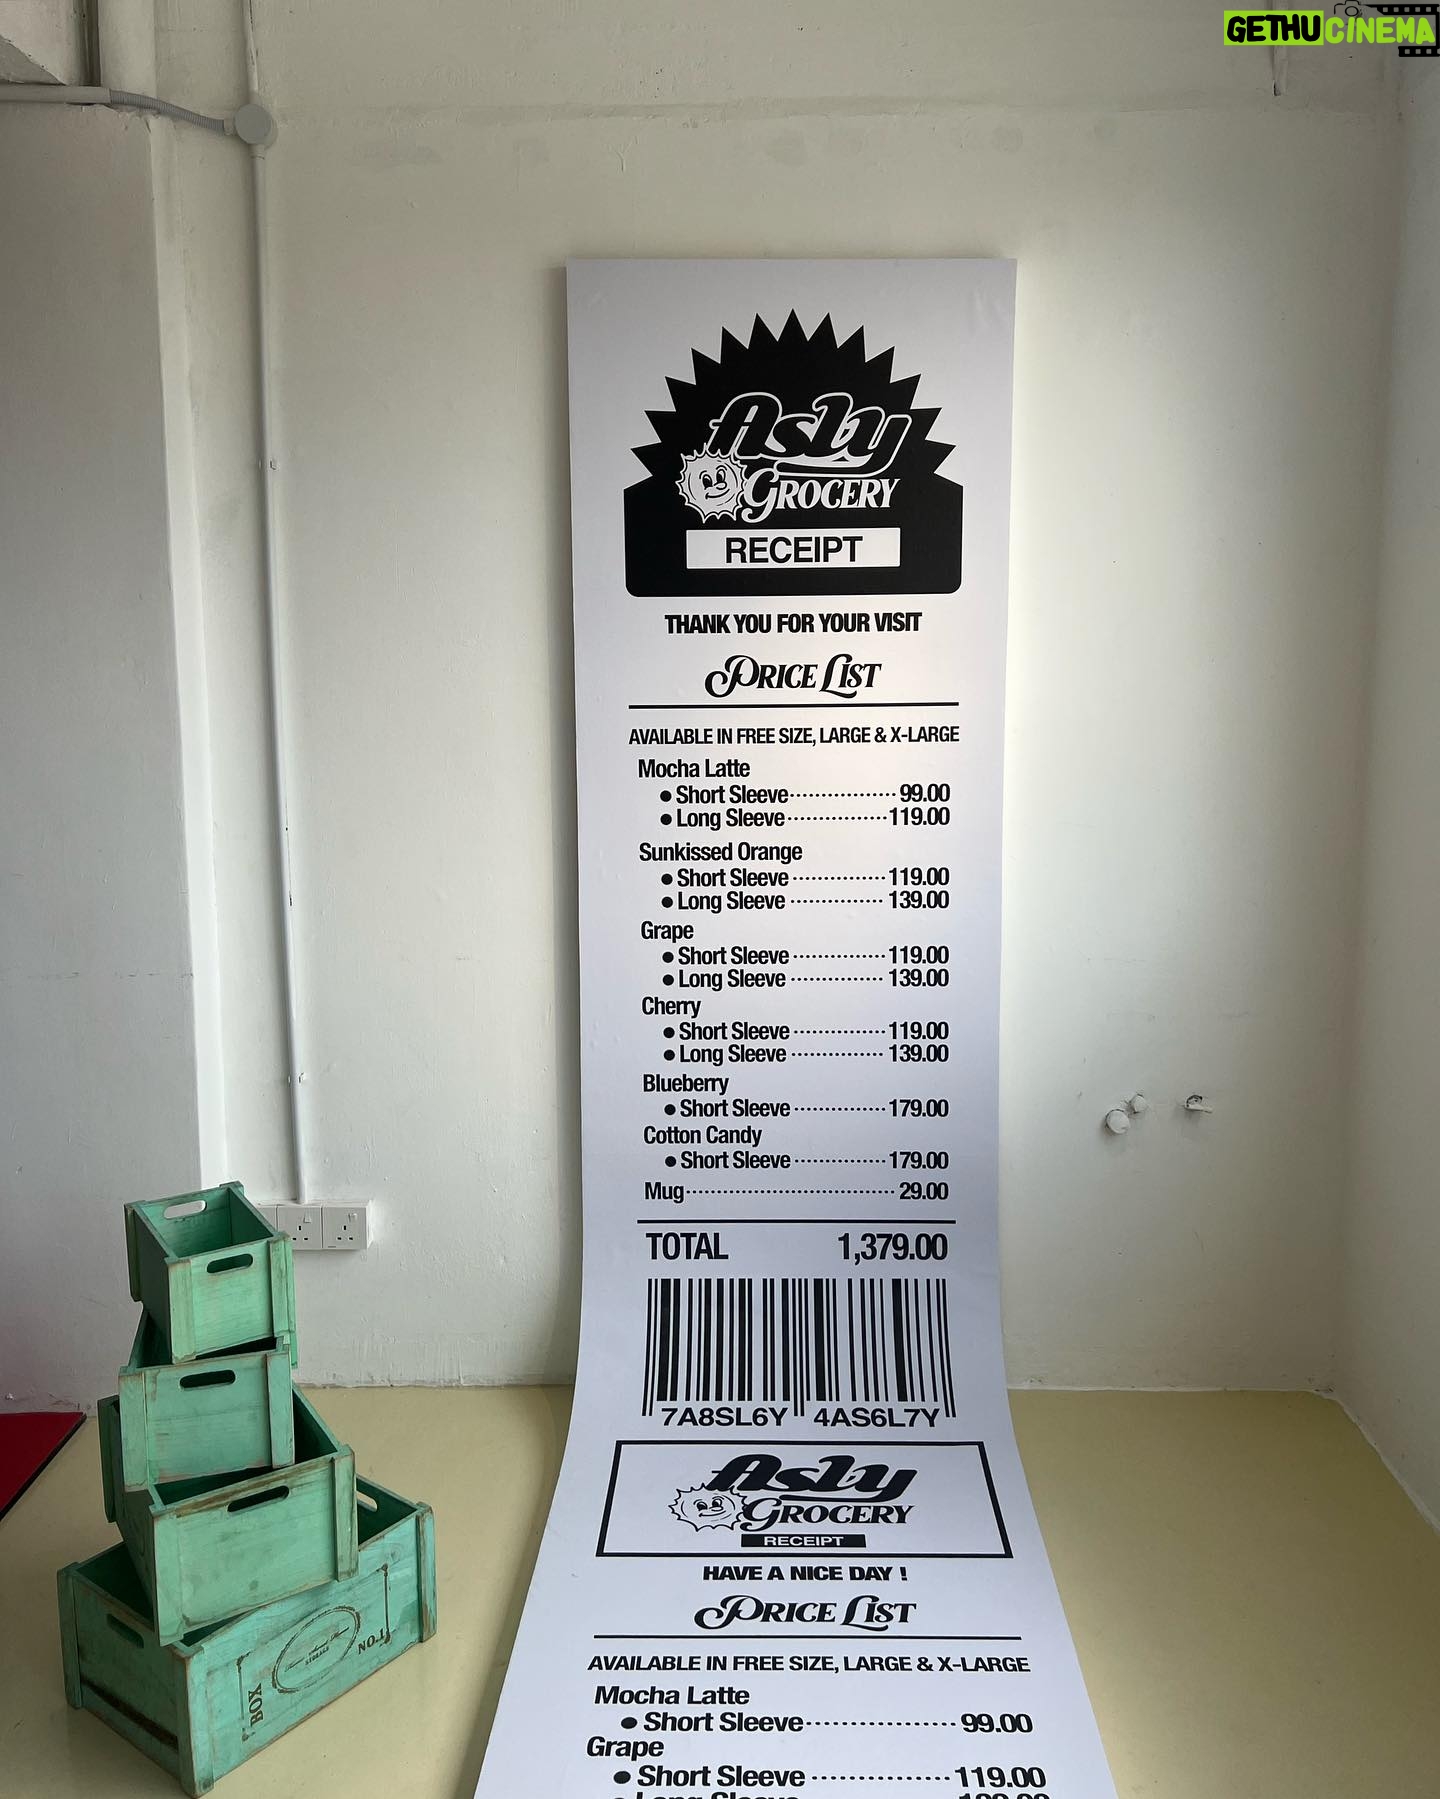 GETHUCINEMA
Asly
GROCERY
RECEIPT
THANK YOU FOR YOUR VISIT
PRICE LIST
AVAILABLE IN FREE SIZE, LARGE & X-LARGE
Mocha Latte
• Short Sleeve 99.00
• Long Sleeve 119.00
Sunkissed Orange
• Short Sleeve 119.00
• Long Sleeve 139.00
Grape
• Short Sleeve 119.00
• Long Sleeve 139.00
Cherry
• Short Sleeve 119.00
• Long Sleeve 139.00
Blueberry
• Short Sleeve 179.00
Cotton Candy
• Short Sleeve 179.00
Mug 29.00
TOTAL 1,379.00
7A8SL6Y 4AS6L7Y
Asly
GROCERY
RECEIPT
HAVE A NICE DAY !
PRICE LIST
AVAILABLE IN FREE SIZE, LARGE & X-LARGE
Mocha Latte
• Short Sleeve 99.00
Grape
• Short Sleeve 119.00
• Long Sleeve
BOX
STORAGE
NO.1